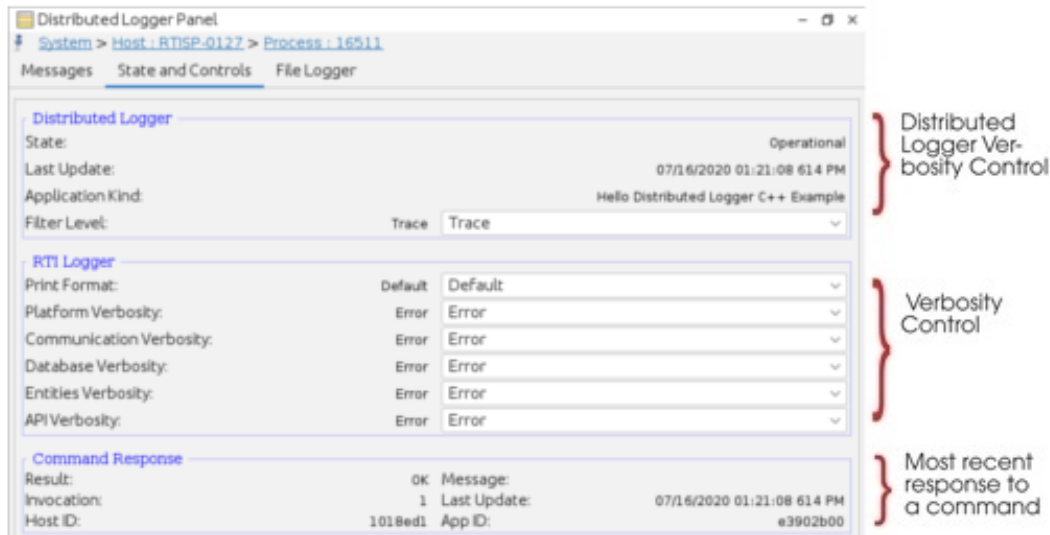 Distributed Logger Panel
System > Host : RTISP-0127 > Process : 16511
Messages State and Controls File Logger
Distributed Logger
State: Operational
Last Update: 07/16/2020 01:21:08 614 PM
Application Kind: Hello Distributed Logger C++ Example
Filter Level: Trace Trace
Distributed
Logger Ver-
bosity Control
RTI Logger
Print Format: Default Default
Platform Verbosity: Error Error
Communication Verbosity: Error Error
Database Verbosity: Error Error
Entities Verbosity: Error Error
API Verbosity: Error Error
Verbosity
Control
Command Response
Result: OK Message:
Invocation: 1 Last Update: 07/16/2020 01:21:08 614 PM
Host ID: 1018ed1 App ID: e3902b00
Most recent
response to
a command